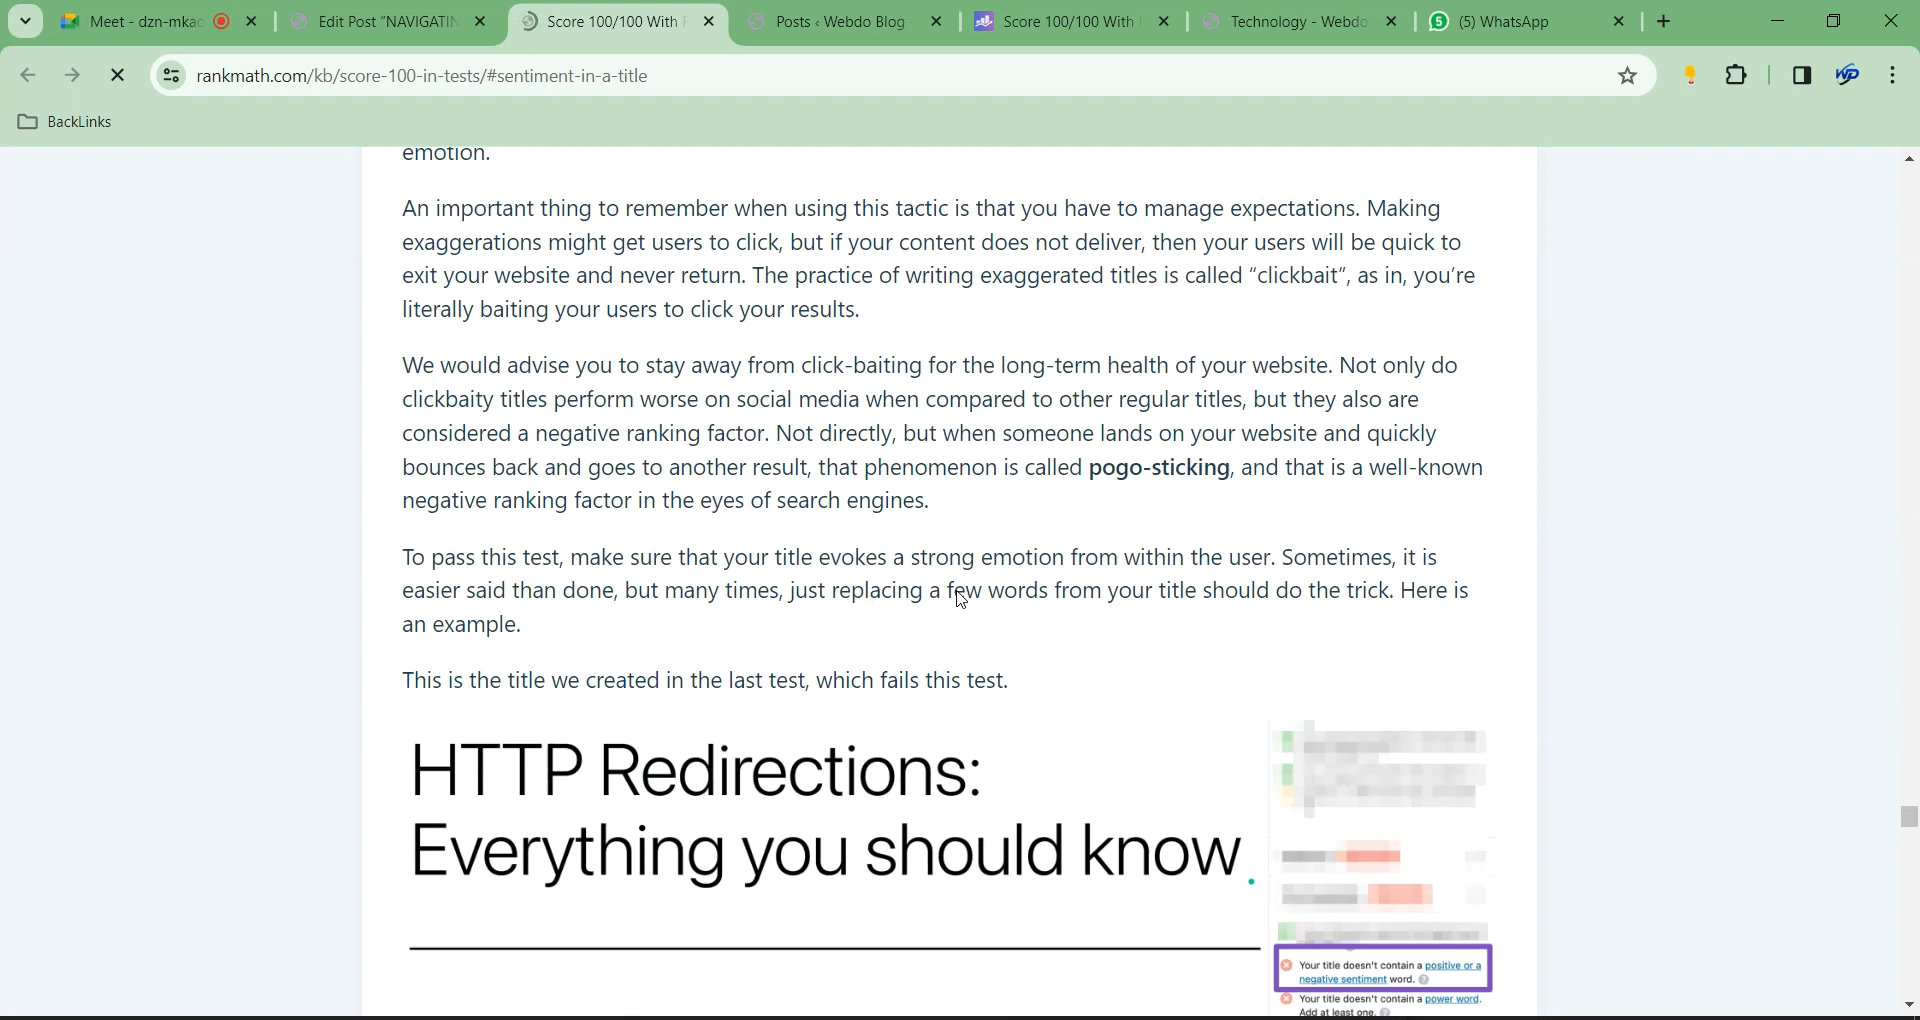 Meet - dzn-mkac
Edit Post "NAVIGATIN
Score 100/100 With F
Posts ‹ Webdo Blog -
Score 100/100 With
Technology - Webdo
(5) WhatsApp
rankmath.com/kb/score-100-in-tests/#sentiment-in-a-title
BackLinks
emotion.
An important thing to remember when using this tactic is that you have to manage expectations. Making
exaggerations might get users to click, but if your content does not deliver, then your users will be quick to
exit your website and never return. The practice of writing exaggerated titles is called “clickbait”, as in, you’re
literally baiting your users to click your results.
We would advise you to stay away from click-baiting for the long-term health of your website. Not only do
clickbaity titles perform worse on social media when compared to other regular titles, but they also are
considered a negative ranking factor. Not directly, but when someone lands on your website and quickly
bounces back and goes to another result, that phenomenon is called pogo-sticking, and that is a well-known
negative ranking factor in the eyes of search engines.
To pass this test, make sure that your title evokes a strong emotion from within the user. Sometimes, it is
easier said than done, but many times, just replacing a few words from your title should do the trick. Here is
an example.
This is the title we created in the last test, which fails this test.
HTTP Redirections:
Everything you should know.
Your title doesn't contain a positive or a
negative sentiment word.
Your title doesn't contain a power word.
Add at least one.